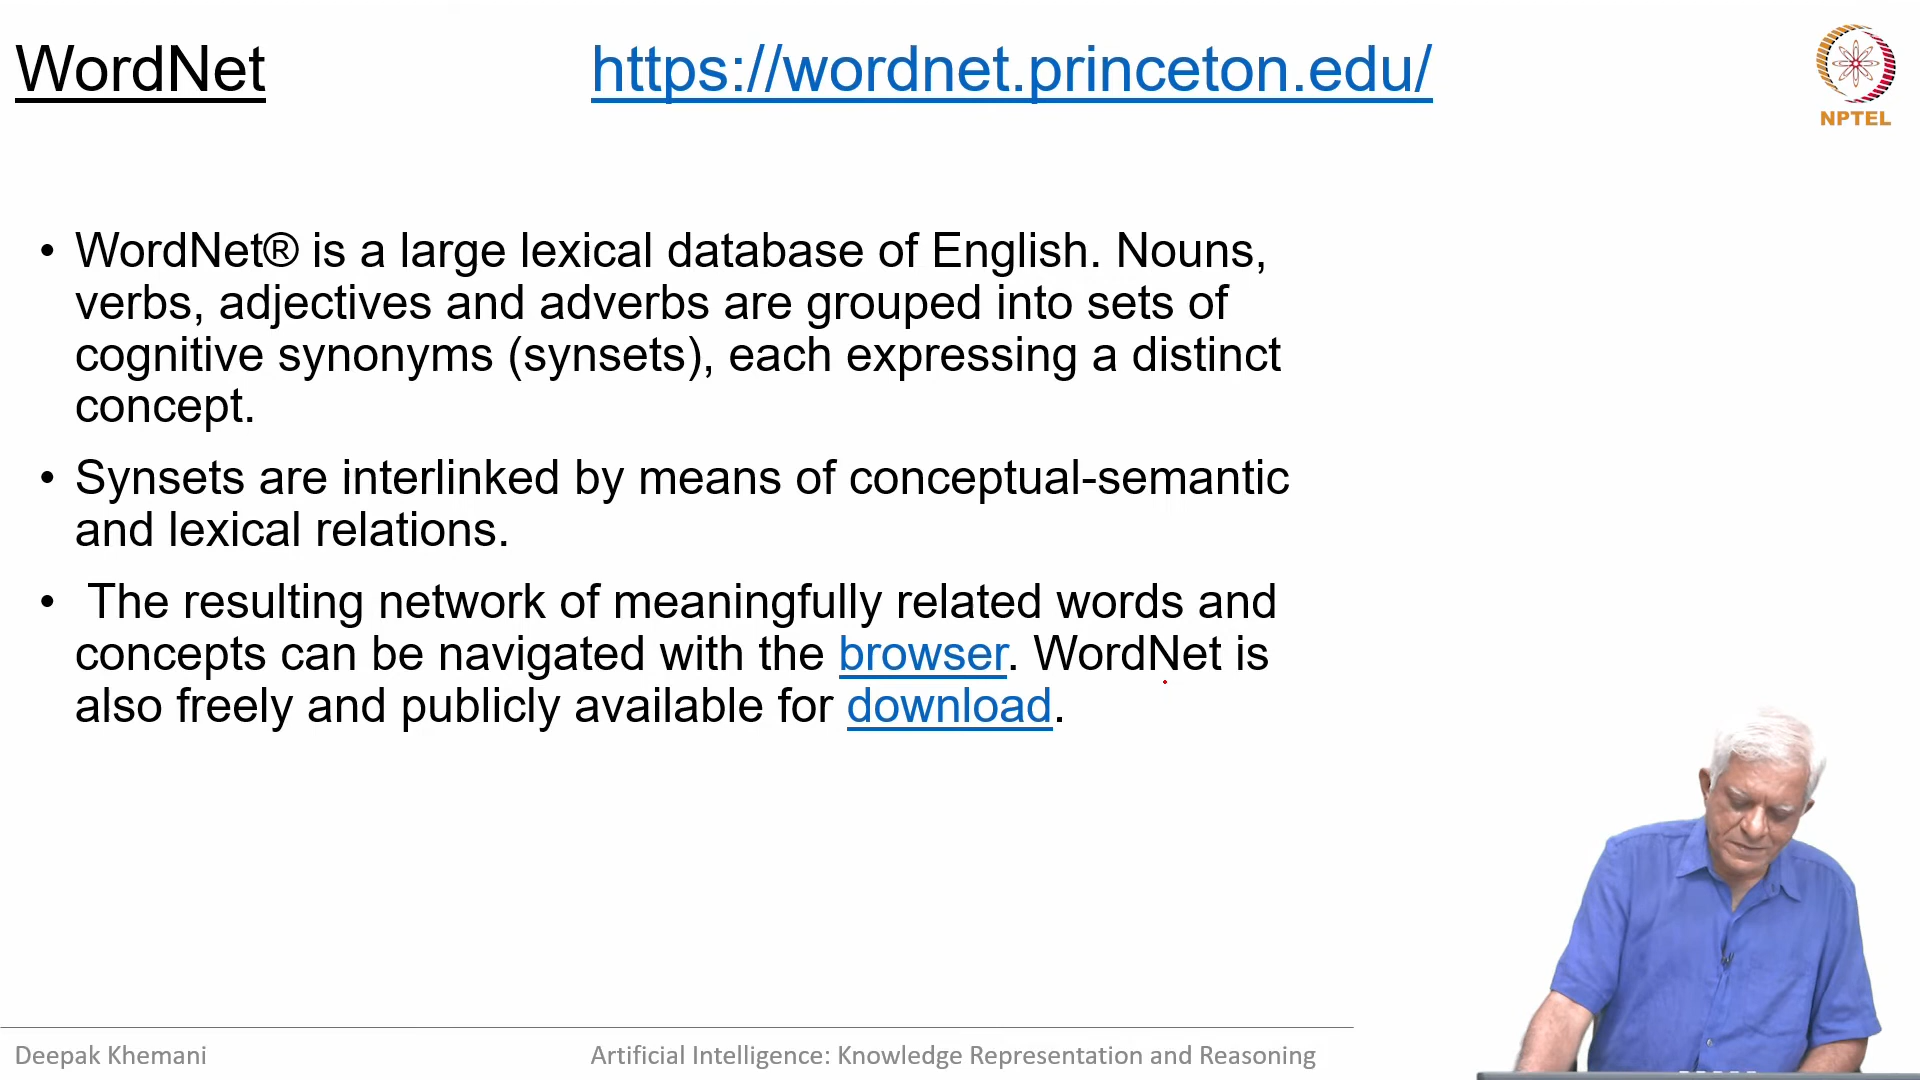 WordNet https://wordnet.princeton.edu/
NPTEL
• WordNet® is a large lexical database of English. Nouns,
verbs, adjectives and adverbs are grouped into sets of
cognitive synonyms (synsets), each expressing a distinct
concept.
• Synsets are interlinked by means of conceptual-semantic
and lexical relations.
• The resulting network of meaningfully related words and
concepts can be navigated with the browser. WordNet is
also freely and publicly available for download.
Deepak Khemani Artificial Intelligence: Knowledge Representation and Reasoning